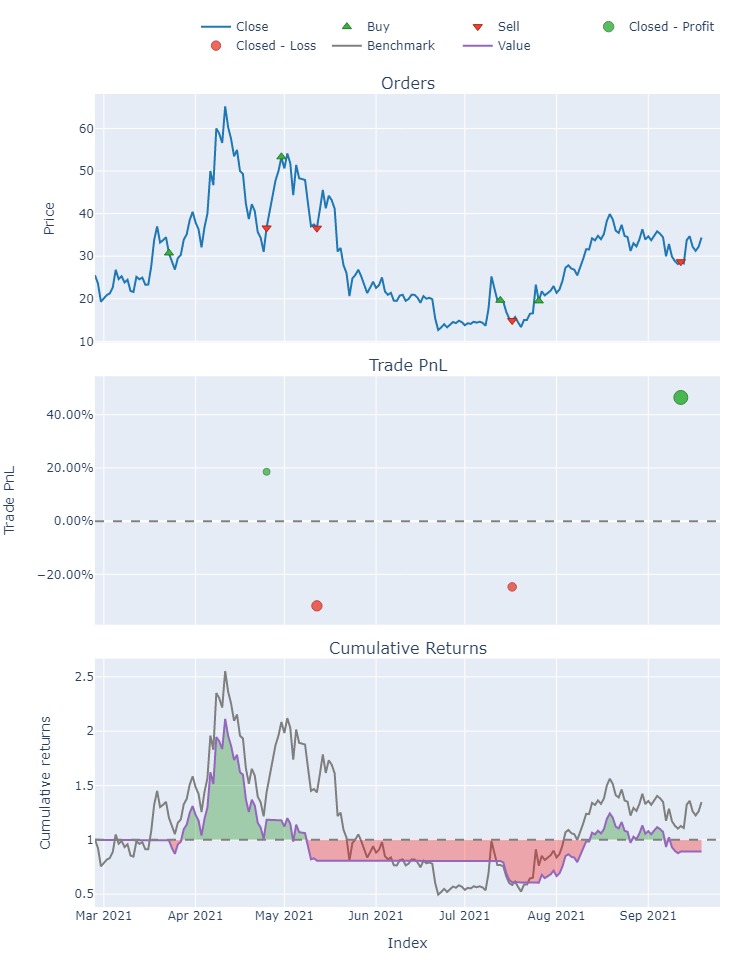 Close Buy Sell Closed - Profit
Closed - Loss Benchmark Value
Orders
60
50
40
30
20
10
Price
Trade PnL
40.00%
20.00%
0.00%
−20.00%
Trade PnL
Cumulative Returns
2.5
2
1.5
1
0.5
Cumulative returns
Mar 2021 Apr 2021 May 2021 Jun 2021 Jul 2021 Aug 2021 Sep 2021
Index